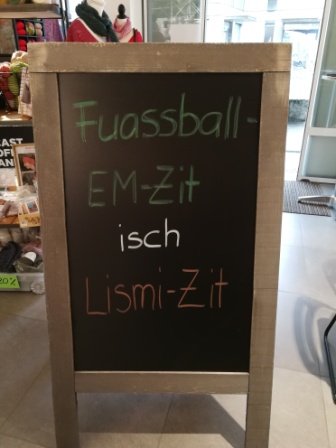 Fuassball-
EM-Zit
isch
Lismi-Zit